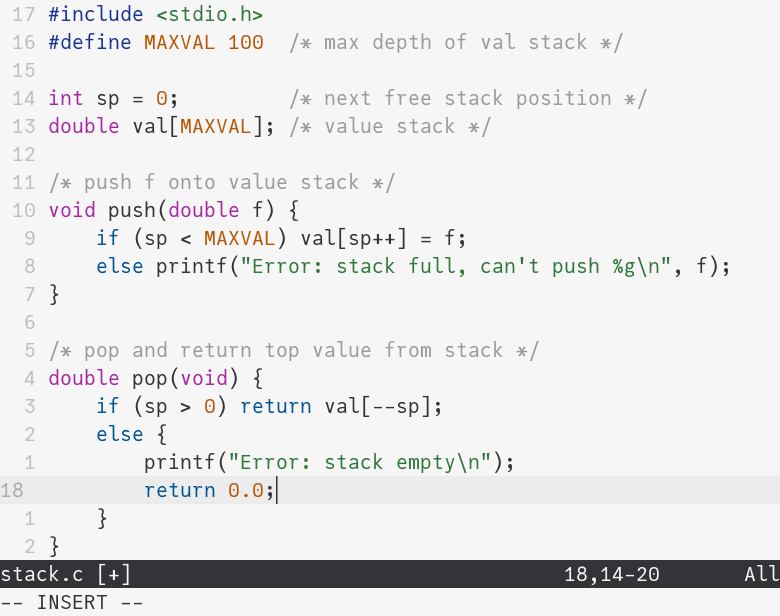 17 #include <stdio.h>
16 #define MAXVAL 100  /* max depth of val stack */
15
14 int sp = 0;         /* next free stack position */
13 double val[MAXVAL]; /* value stack */
12
11 /* push f onto value stack */
10 void push(double f) {
 9     if (sp < MAXVAL) val[sp++] = f;
 8     else printf("Error: stack full, can't push %g\n", f);
 7 }
 6
 5 /* pop and return top value from stack */
 4 double pop(void) {
 3     if (sp > 0) return val[--sp];
 2     else {
 1         printf("Error: stack empty\n");
18         return 0.0;
 1     }
 2 }
stack.c [+] 18,14-20 All
-- INSERT --